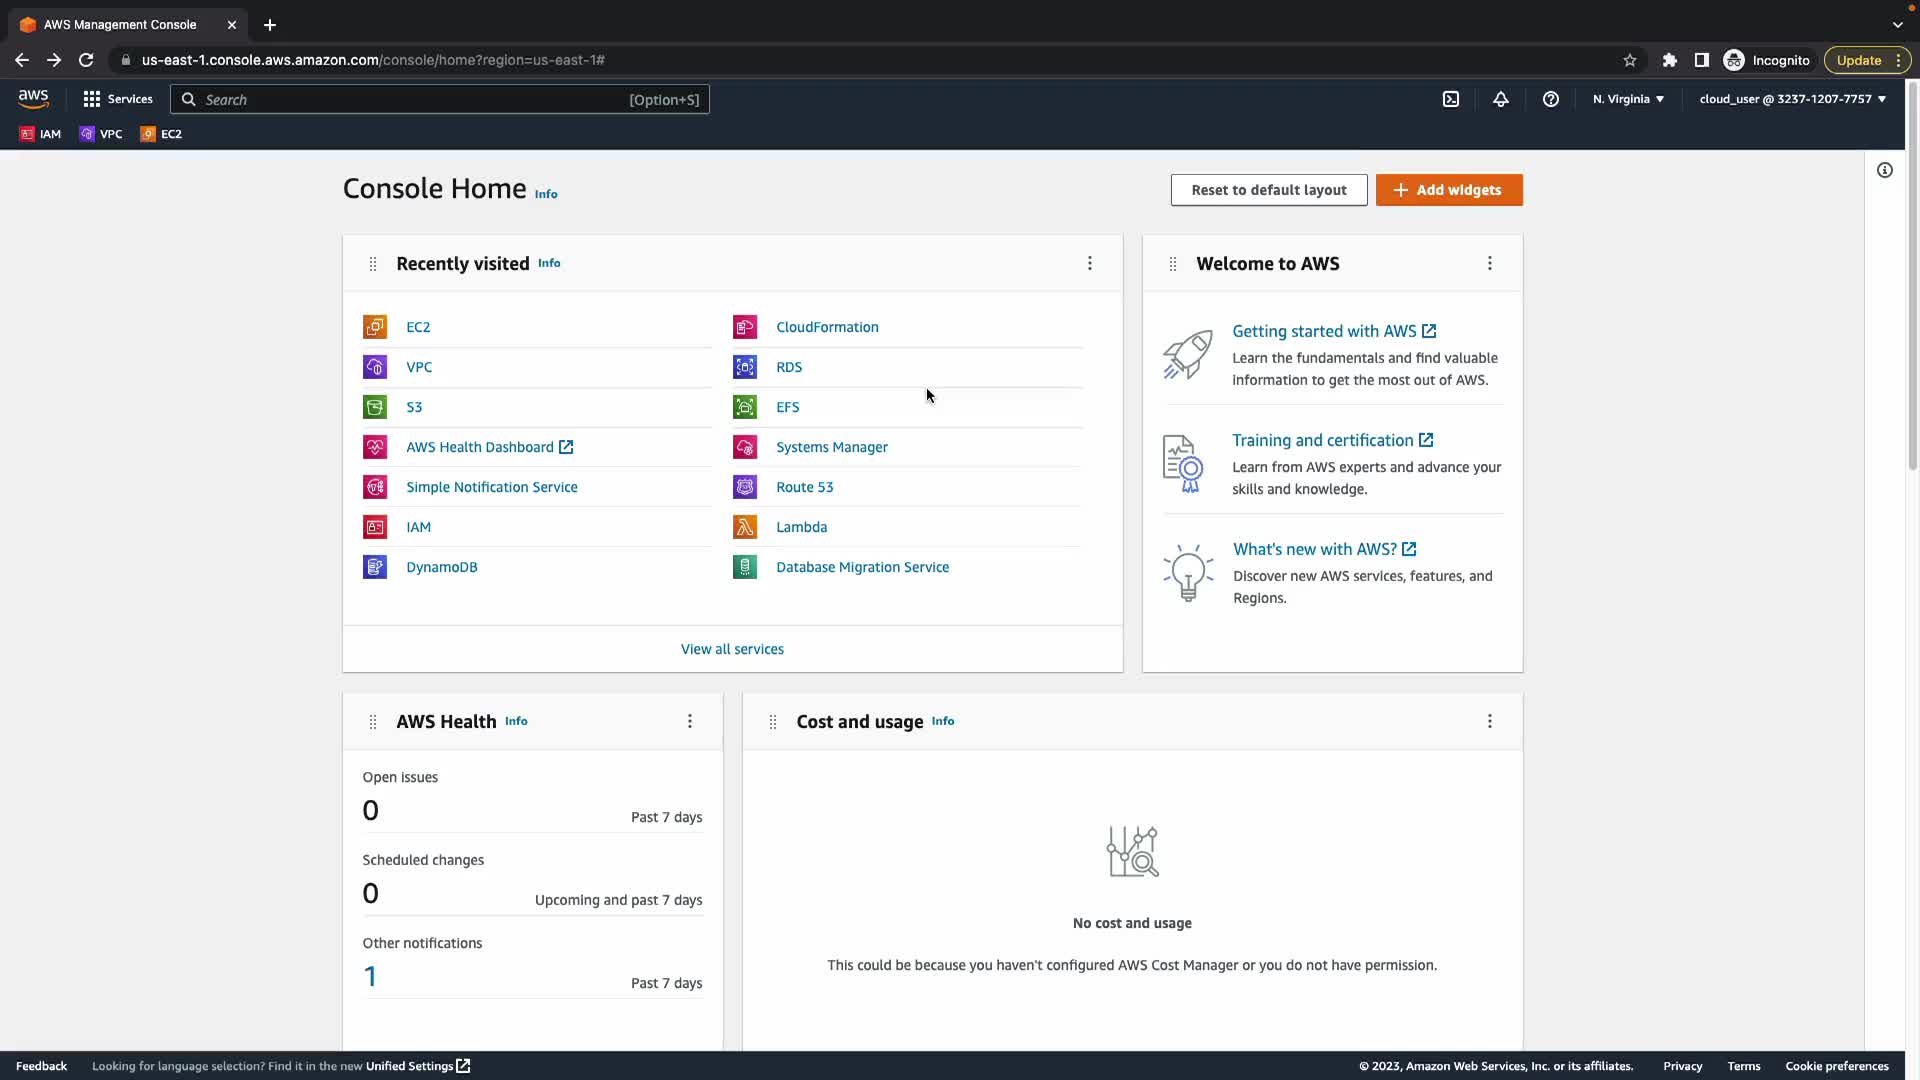 AWS Management Console
us-east-1.console.aws.amazon.com/console/home?region=us-east-1#
Incognito
Update
aws
Services
Search
[Option+S]
N. Virginia
cloud_user @ 3237-1207-7757
IAM
VPC
EC2
Console Home Info
Reset to default layout
Add widgets
Recently visited Info
EC2
VPC
S3
AWS Health Dashboard
Simple Notification Service
IAM
DynamoDB
CloudFormation
RDS
EFS
Systems Manager
Route 53
Lambda
Database Migration Service
View all services
Welcome to AWS
Getting started with AWS
Learn the fundamentals and find valuable
information to get the most out of AWS.
Training and certification
Learn from AWS experts and advance your
skills and knowledge.
What's new with AWS?
Discover new AWS services, features, and
Regions.
AWS Health Info
Open issues
0
Past 7 days
Scheduled changes
0
Upcoming and past 7 days
Other notifications
1
Past 7 days
Cost and usage Info
No cost and usage
This could be because you haven't configured AWS Cost Manager or you do not have permission.
Feedback
Looking for language selection? Find it in the new Unified Settings
© 2023, Amazon Web Services, Inc. or its affiliates.
Privacy
Terms
Cookie preferences